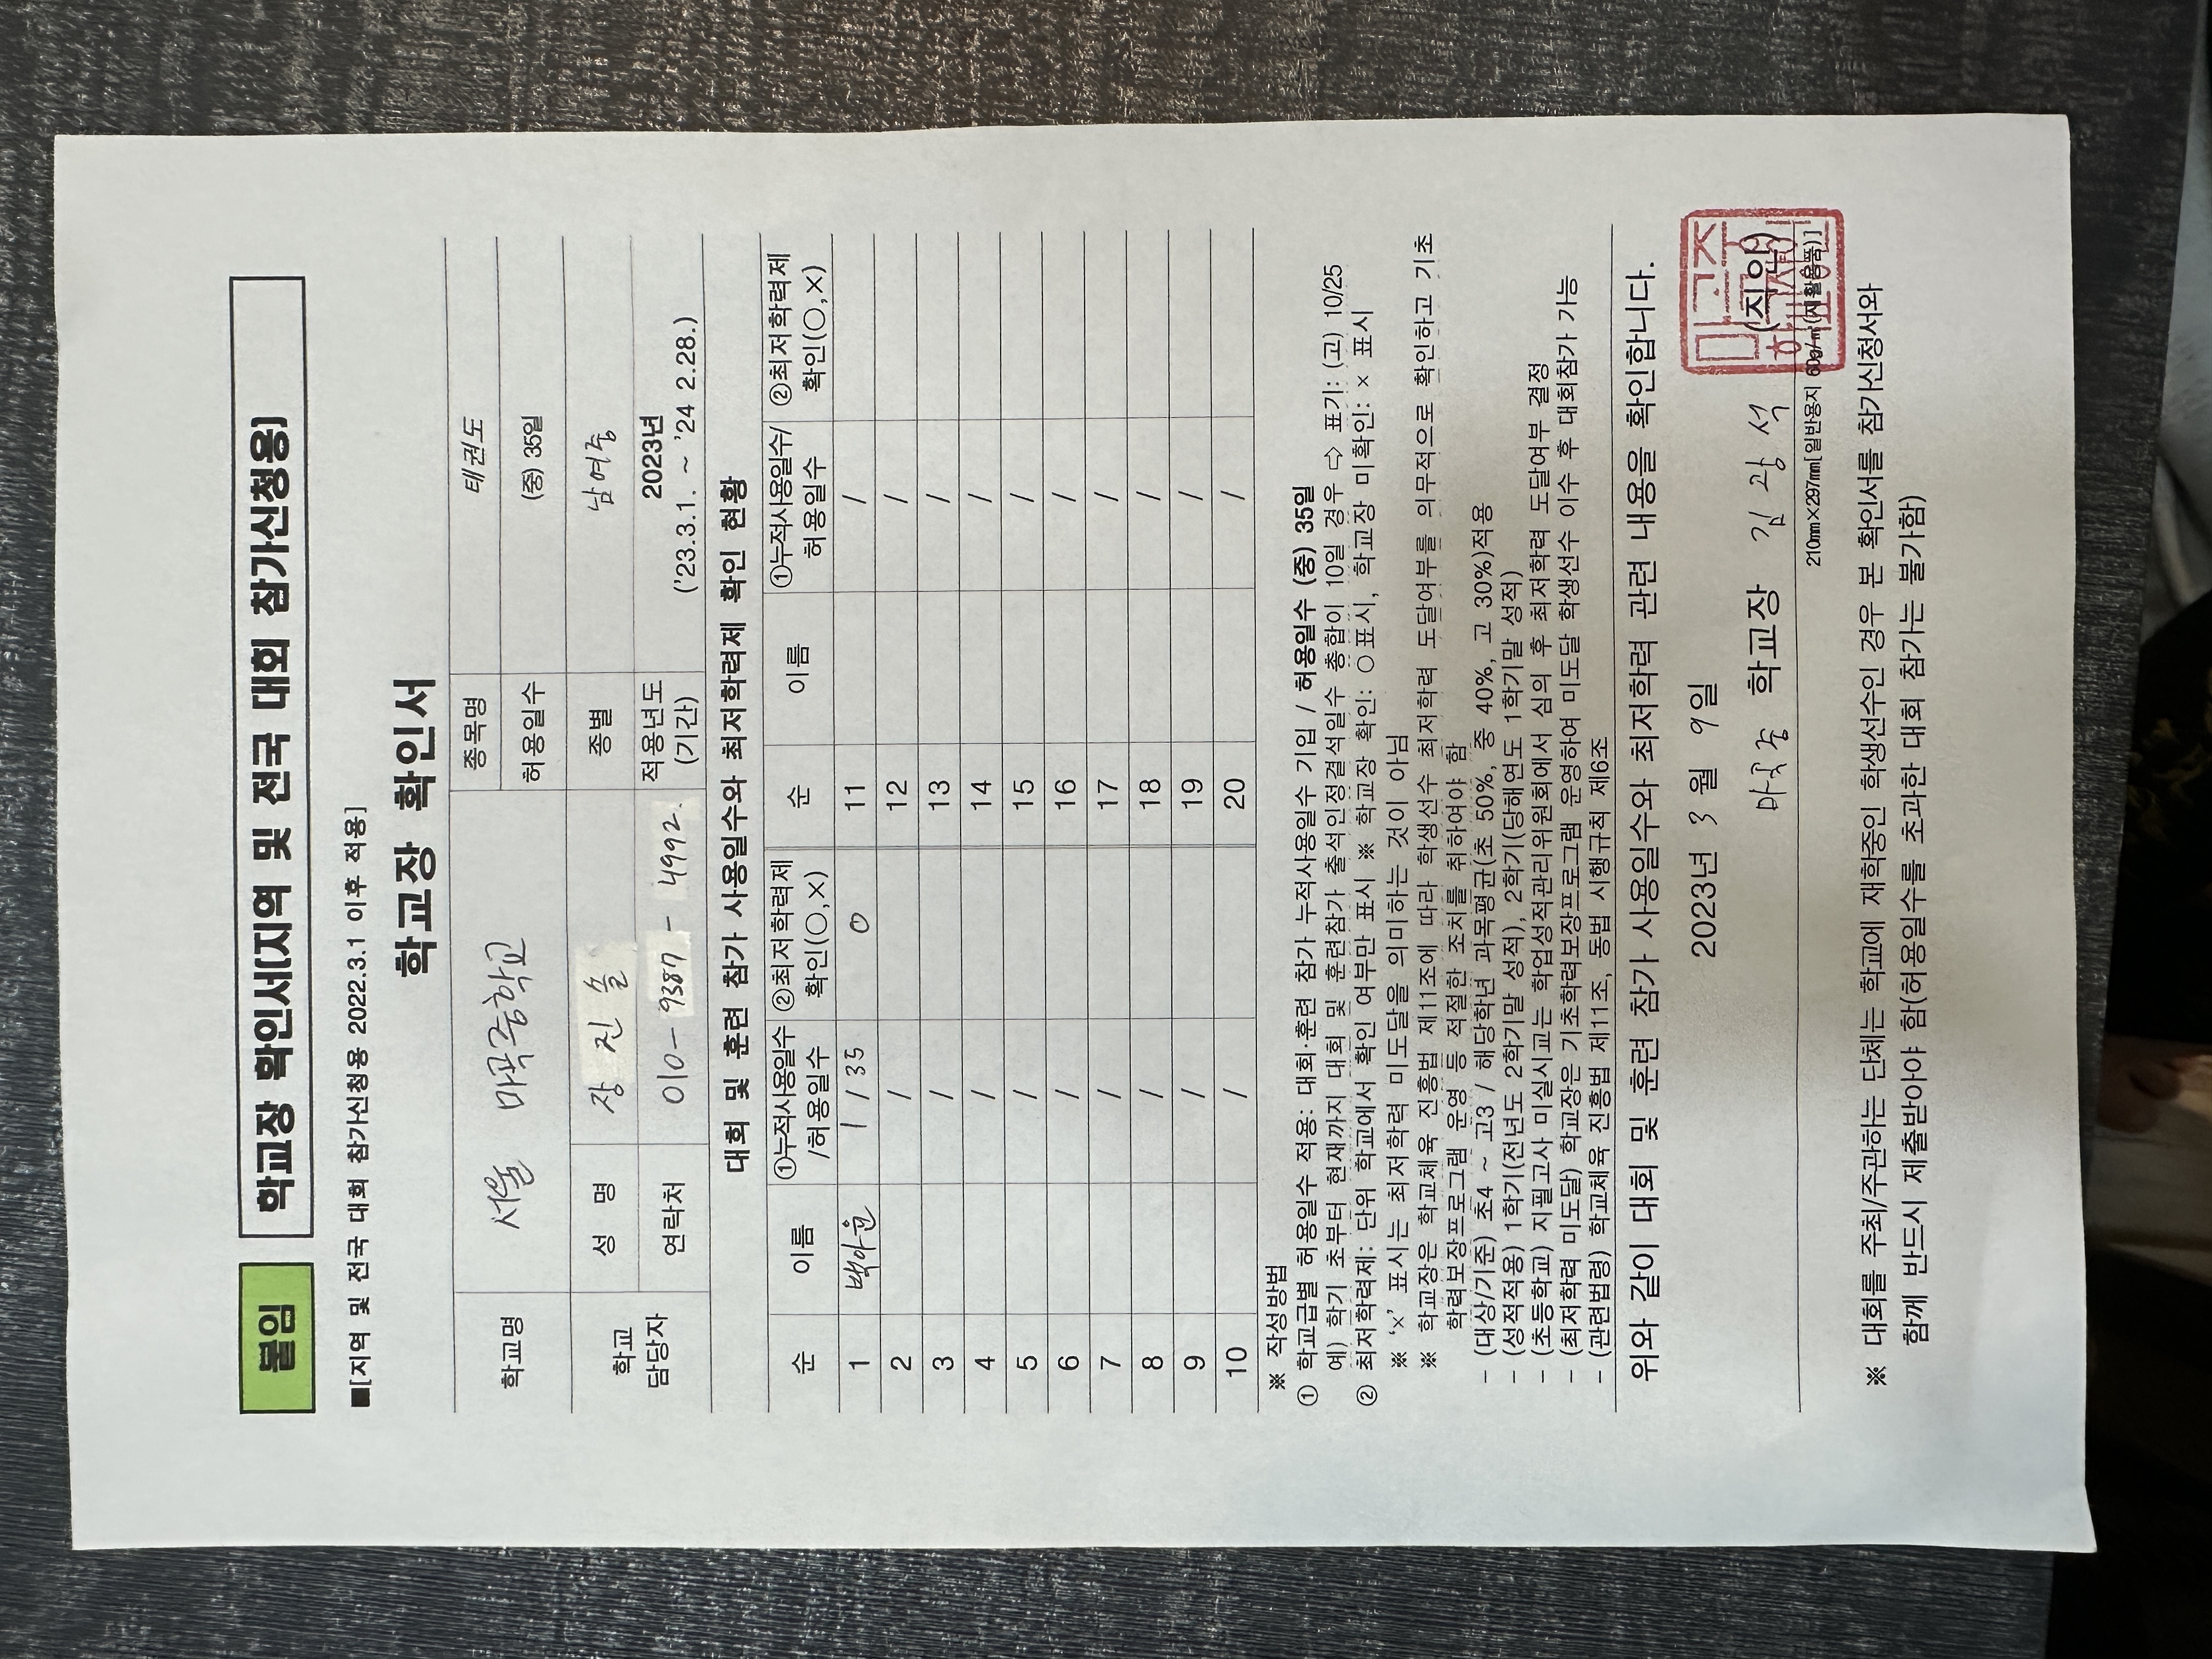 붙임
학교장 확인서(지역 및 전국 대회 참가신청용)
■[지역 및 전국 대회 참가신청용 2022.3.1 이후 적용]
학교장 확인서
학교명 서울 마곡중학교 종목명 태권도
허용일수 (중) 35일
학교 담당자 성 명 장진솔 종별 남여중
연락처 010-9387-4992. 적용년도 (기간) 2023년 ('23.3.1. ~ '24 2.28.)
대회 및 훈련 참가 사용일수와 최저학력제 확인 현황
순 이름 ①누적사용일수/허용일수 ②최저학력제 확인(○,×) 순 이름 ①누적사용일수/허용일수 ②최저학력제 확인(○,×)
1 백아윤 1 / 35 ○ 11 /
2 / 12 /
3 / 13 /
4 / 14 /
5 / 15 /
6 / 16 /
7 / 17 /
8 / 18 /
9 / 19 /
10 / 20 /
※ 작성방법
① 학교급별 허용일수 적용: 대회·훈련 참가 누적사용일수 기입 / 허용일수 (중) 35일
예) 학기 초부터 현재까지 대회 및 훈련참가 출석인정결석일수 총합이 10일 경우 ⇨ 표기: (고) 10/25
② 최저학력제: 단위 학교에서 확인 여부만 표시 ※ 학교장 확인: ○표시, 학교장 미확인: × 표시
※ '×' 표시는 최저학력 미도달을 의미하는 것이 아님
※ 학교장은 학교체육 진흥법 제11조에 따라 학생선수 최저학력 도달여부를 의무적으로 확인하고 기초
학력보장프로그램 운영 등 적절한 조치를 취하여야 함
- (대상/기준) 초4 ~ 고3 / 해당학년 과목평균(초 50%, 중 40%, 고 30%)적용
- (성적적용) 1학기(전년도 2학기말 성적), 2학기(당해연도 1학기말 성적)
- (초등학교) 지필고사 미실시교는 학업성적관리위원회에서 심의 후 최저학력 도달여부 결정
- (최저학력 미도달) 학교장은 기초학력보장프로그램 운영하여 미도달 학생선수 이수 후 대회참가 가능
- (관련법령) 학교체육 진흥법 제11조, 동법 시행규칙 제6조
위와 같이 대회 및 훈련 참가 사용일수와 최저학력 관련 내용을 확인합니다.
2023년 3 월 9일
마곡중 학교장 김광석 (직인)
210㎜×297㎜[일반용지 60g/㎡(재활용품)]
※ 대회를 주최/주관하는 단체는 학교에 재학중인 학생선수인 경우 본 확인서를 참가신청서와
함께 반드시 제출받아야 함(허용일수를 초과한 대회 참가는 불가함)